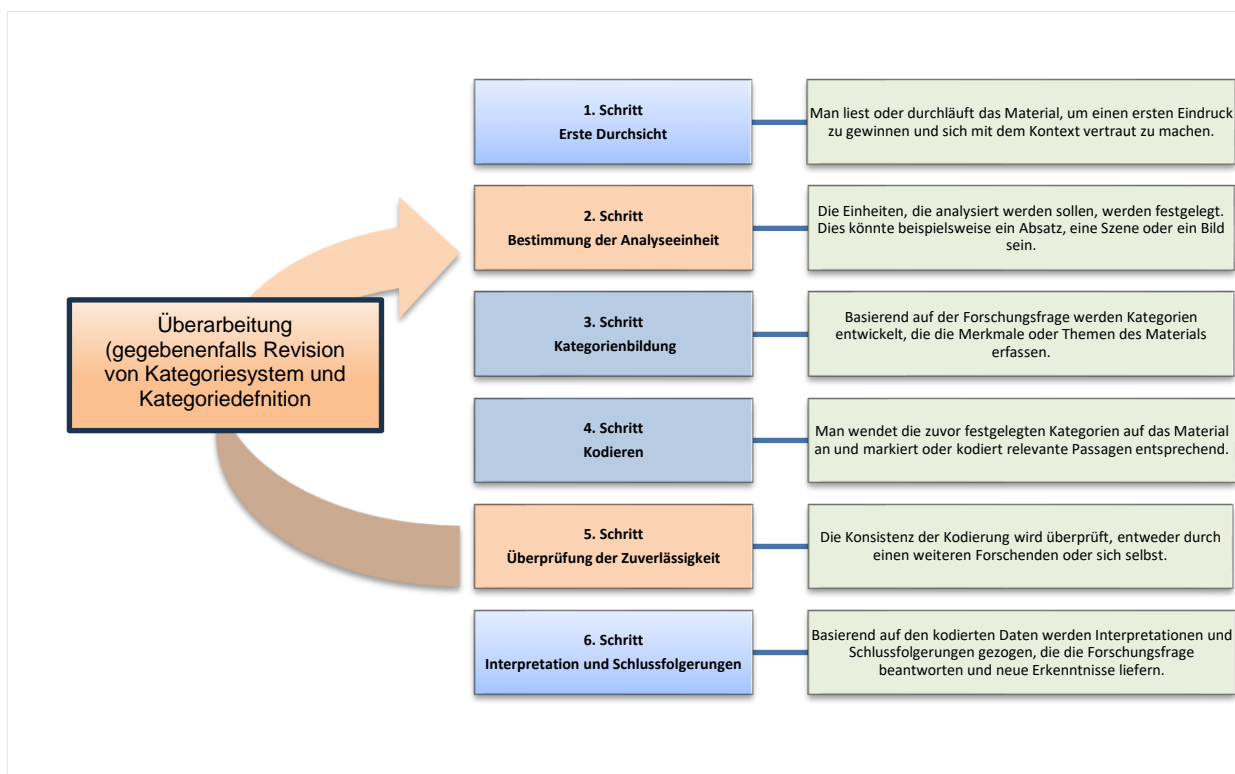 1. Schritt
Erste Durchsicht
Man liest oder durchläuft das Material, um einen ersten Eindruck
zu gewinnen und sich mit dem Kontext vertraut zu machen.
2. Schritt
Bestimmung der Analyseeinheit
Die Einheiten, die analysiert werden sollen, werden festgelegt.
Dies könnte beispielsweise ein Absatz, eine Szene oder ein Bild
sein.
Überarbeitung
(gegebenenfalls Revision
von Kategoriesystem und
Kategoriedefnition
3. Schritt
Kategorienbildung
Basierend auf der Forschungsfrage werden Kategorien
entwickelt, die die Merkmale oder Themen des Materials
erfassen.
4. Schritt
Kodieren
Man wendet die zuvor festgelegten Kategorien auf das Material
an und markiert oder kodiert relevante Passagen entsprechend.
5. Schritt
Überprüfung der Zuverlässigkeit
Die Konsistenz der Kodierung wird überprüft, entweder durch
einen weiteren Forschenden oder sich selbst.
6. Schritt
Interpretation und Schlussfolgerungen
Basierend auf den kodierten Daten werden Interpretationen und
Schlussfolgerungen gezogen, die die Forschungsfrage
beantworten und neue Erkenntnisse liefern.